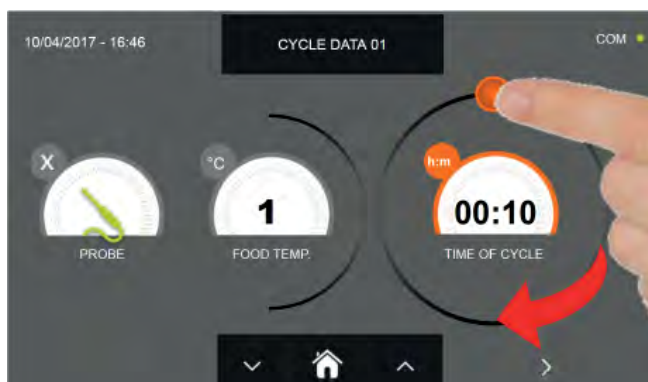 10/04/2017 - 16:46
CYCLE DATA 01
COM
X
°C
h:m
1
00:10
PROBE
FOOD TEMP.
TIME OF CYCLE